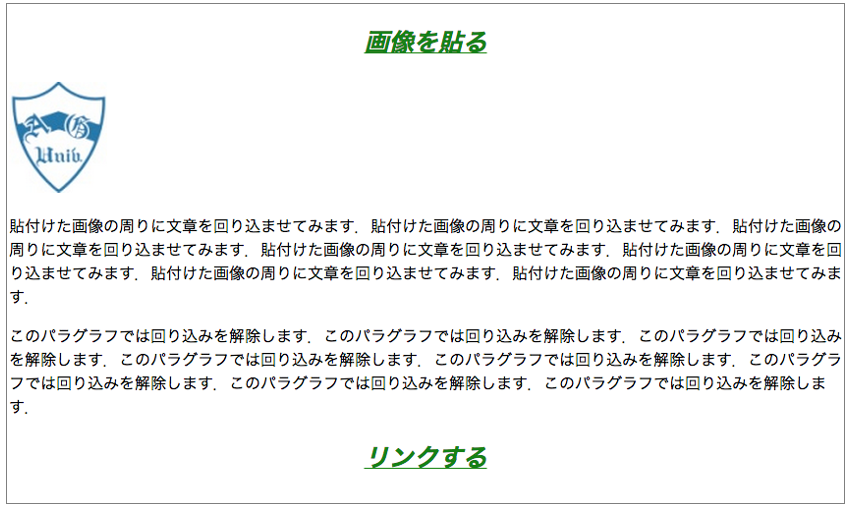 画像を貼る
A G
Univ.
貼付けた画像の周りに文章を回り込ませてみます．貼付けた画像の周りに文章を回り込ませてみます．貼付けた画像の
周りに文章を回り込ませてみます．貼付けた画像の周りに文章を回り込ませてみます．貼付けた画像の周りに文章を回
り込ませてみます．貼付けた画像の周りに文章を回り込ませてみます．貼付けた画像の周りに文章を回り込ませてみま
す．
このパラグラフでは回り込みを解除します．このパラグラフでは回り込みを解除します．このパラグラフでは回り込み
を解除します．このパラグラフでは回り込みを解除します．このパラグラフでは回り込みを解除します．このパラグラ
フでは回り込みを解除します．このパラグラフでは回り込みを解除します．このパラグラフでは回り込みを解除しま
す．
リンクする